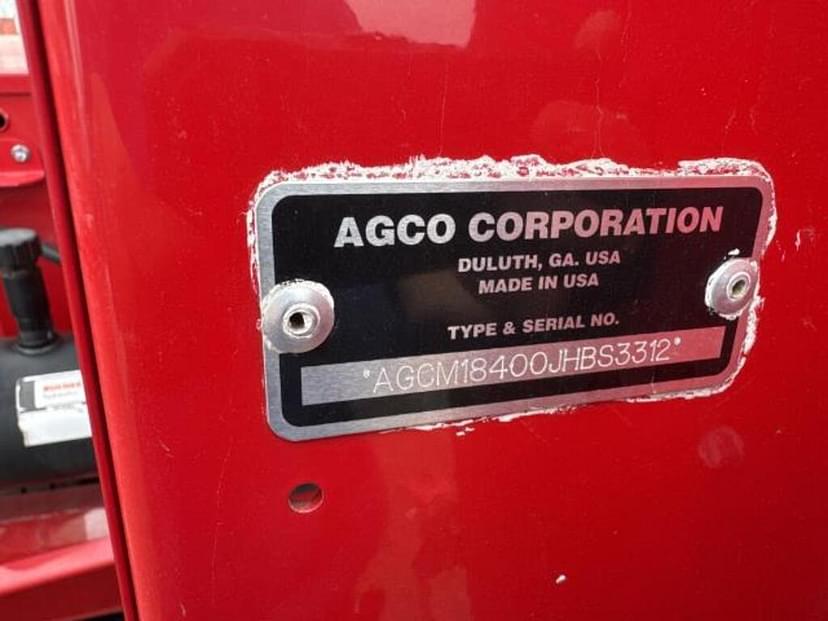 AGCO CORPORATION
DULUTH, GA. USA
MADE IN USA
TYPE & SERIAL NO.
*AGCM18400JHBS3312*